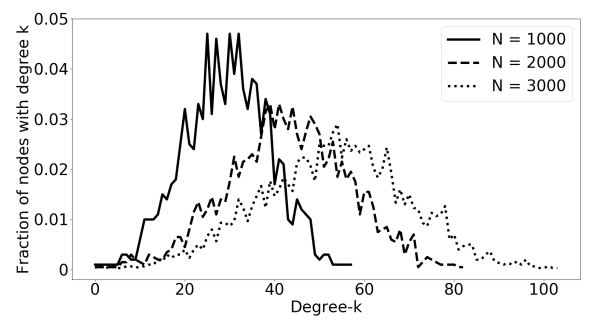 Fraction of nodes with degree k
0.05
0.04
0.03
0.02
0.01
0
N = 1000
N = 2000
N = 3000
0 20 40 60 80 100
Degree-k